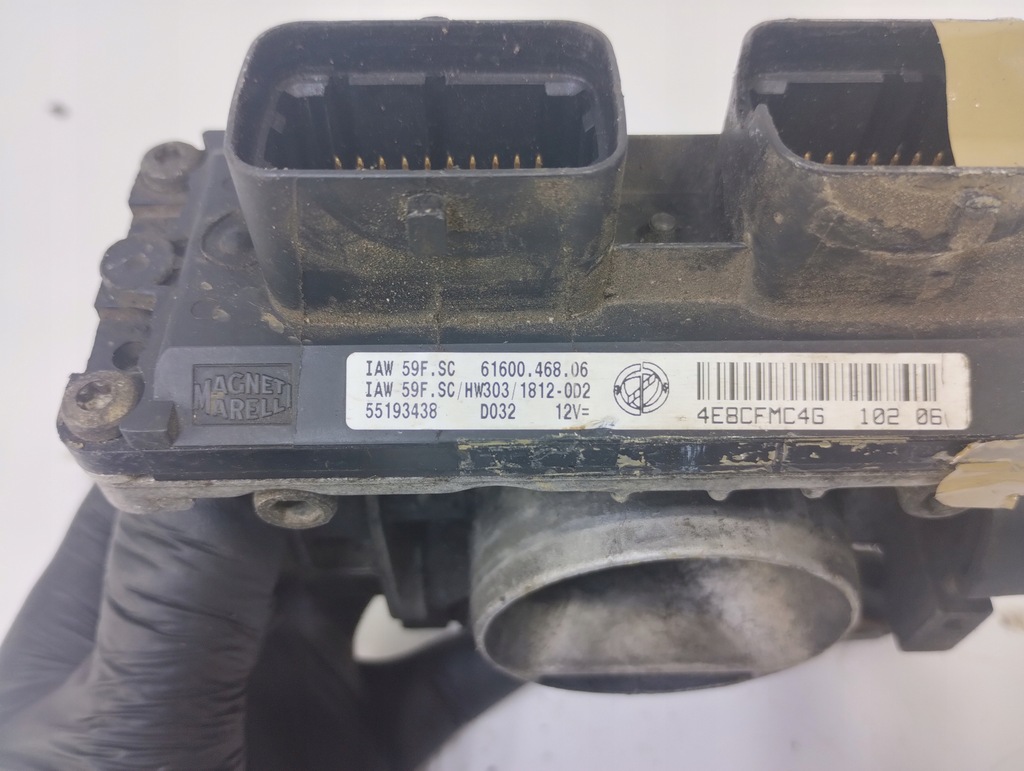 MAGNETI
MARELLI
IAW 59F.SC 61600.468.06
IAW 59F.SC/HW303/1812-0D2
55193438 D032 12V=
4E8CFMC4G 102 06